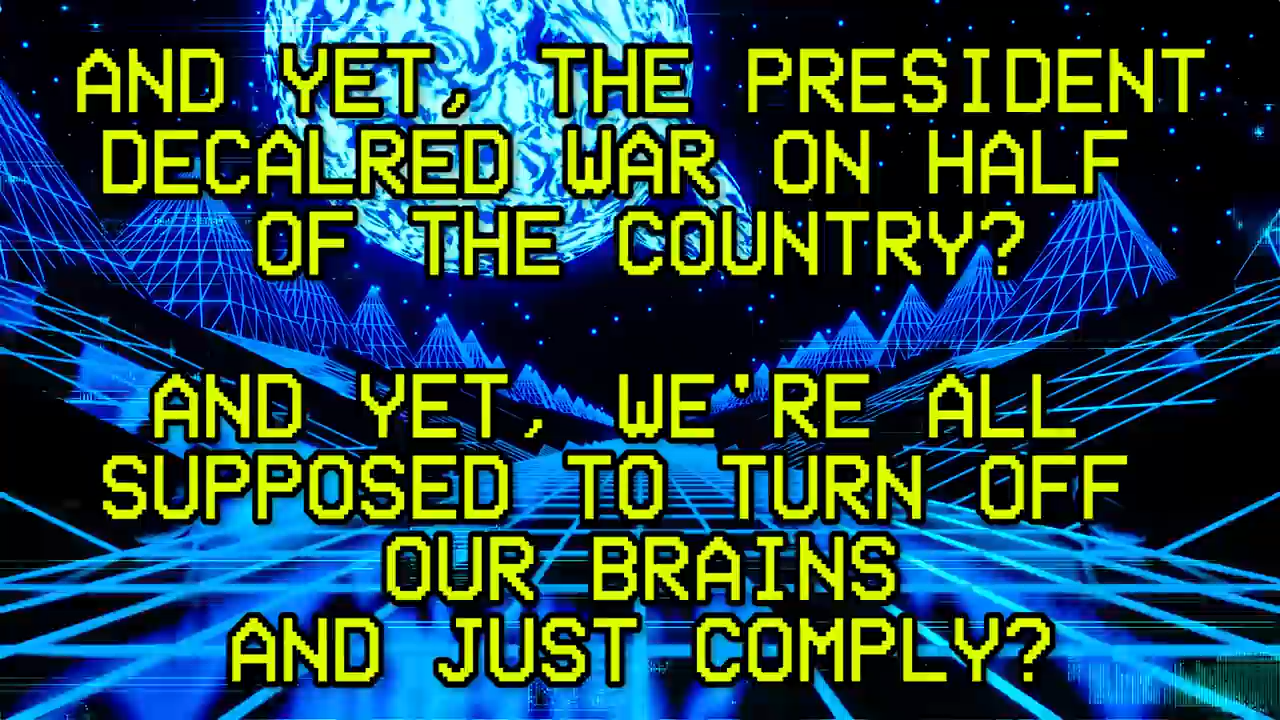 AND YET, THE PRESIDENT
DECALRED WAR ON HALF
OF THE COUNTRY?
AND YET, WE'RE ALL
SUPPOSED TO TURN OFF
OUR BRAINS
AND JUST COMPLY?